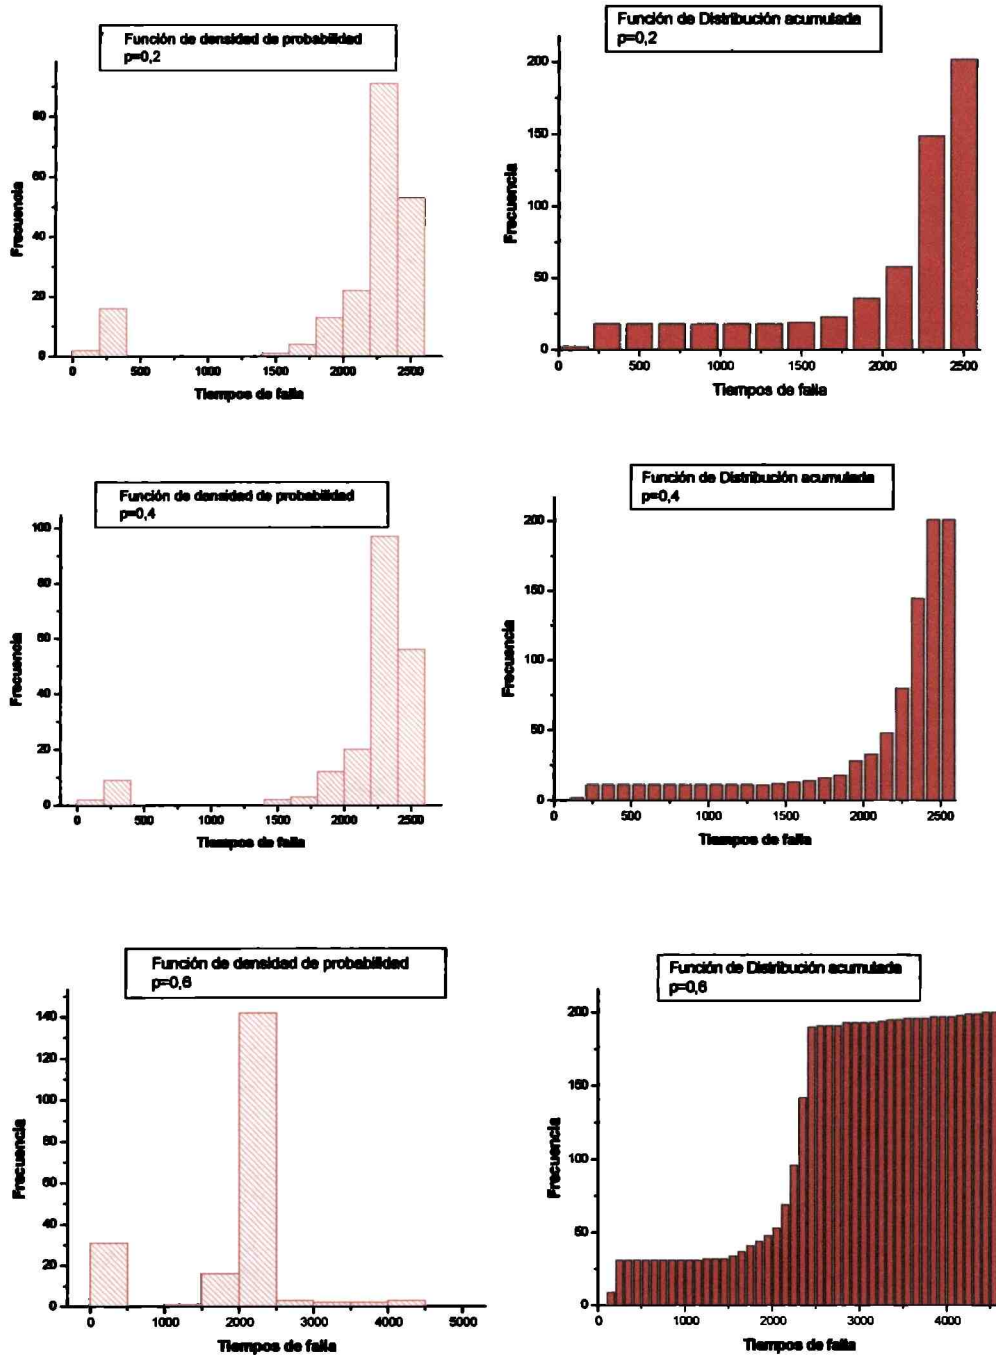 Función de densidad de probabilidad
p=0,2
80
60
40
20
0
Frecuencia
0 500 1000 1500 2000 2500
Tiempos de falla
Función de Distribución acumulada
p=0,2
200
150
100
50
0
Frecuencia
0 500 1000 1500 2000 2500
Tiempos de falla
Función de densidad de probabilidad
p=0,4
100
80
60
40
20
0
Frecuencia
0 500 1000 1500 2000 2500
Tiempos de falla
Función de Distribución acumulada
p=0,4
200
150
100
50
0
Frecuencia
0 500 1000 1500 2000 2500
Tiempos de falla
Función de densidad de probabilidad
p=0,6
140
120
100
80
60
40
20
0
Frecuencia
0 1000 2000 3000 4000 5000
Tiempos de falla
Función de Distribución acumulada
p=0,6
200
150
100
50
0
Frecuencia
0 1000 2000 3000 4000
Tiempos de falla